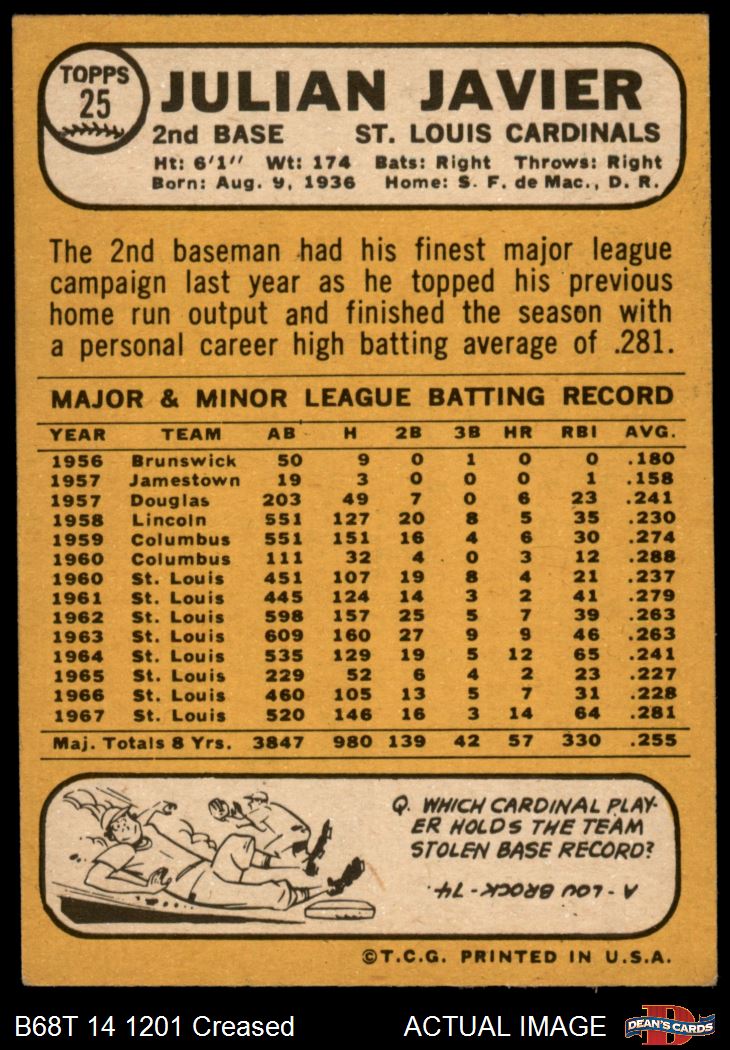 TOPPS
25
JULIAN JAVIER
2nd BASE ST. LOUIS CARDINALS
Ht: 6'1" Wt: 174 Bats: Right Throws: Right
Born: Aug. 9, 1936 Home: S. F. de Mac., D. R.
The 2nd baseman had his finest major league
campaign last year as he topped his previous
home run output and finished the season with
a personal career high batting average of .281.
MAJOR & MINOR LEAGUE BATTING RECORD
YEAR TEAM AB H 2B 3B HR RBI AVG.
1956 Brunswick 50 9 0 1 0 0 .180
1957 Jamestown 19 3 0 0 0 1 .158
1957 Douglas 203 49 7 0 6 23 .241
1958 Lincoln 551 127 20 8 5 35 .230
1959 Columbus 551 151 16 4 6 30 .274
1960 Columbus 111 32 4 0 3 12 .288
1960 St. Louis 451 107 19 8 4 21 .237
1961 St. Louis 445 124 14 3 2 41 .279
1962 St. Louis 598 157 25 5 7 39 .263
1963 St. Louis 609 160 27 9 9 46 .263
1964 St. Louis 535 129 19 5 12 65 .241
1965 St. Louis 229 52 6 4 2 23 .227
1966 St. Louis 460 105 13 5 7 31 .228
1967 St. Louis 520 146 16 3 14 64 .281
Maj. Totals 8 Yrs. 3847 980 139 42 57 330 .255
Q. WHICH CARDINAL PLAY-
ER HOLDS THE TEAM
STOLEN BASE RECORD?
A - LOU BROCK - 74.
©T.C.G. PRINTED IN U.S.A.
B68T 14 1201 Creased ACTUAL IMAGE
D
DEAN'S CARDS